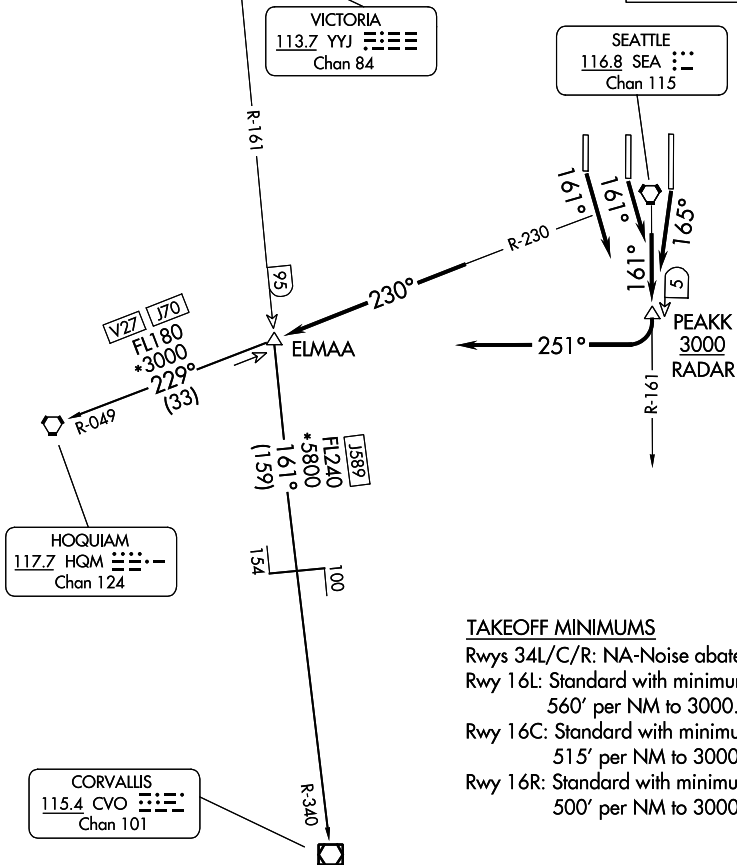 VICTORIA
113.7 YYJ
Chan 84
SEATTLE
116.8 SEA
Chan 115
R-161
161°
161°
165°
R-230
161°
5
95
230°
PEAKK
3000
RADAR
V27 J70
FL180
*3000
229°
(33)
ELMAA
251°
R-049
R-161
J589
FL240
*5800
161°
(159)
HOQUIAM
117.7 HQM
Chan 124
154
100
TAKEOFF MINIMUMS
Rwys 34L/C/R: NA-Noise abate
Rwy 16L: Standard with minimu
560' per NM to 3000.
Rwy 16C: Standard with minimu
515' per NM to 3000
Rwy 16R: Standard with minimu
500' per NM to 3000
CORVALLIS
115.4 CVO
Chan 101
R-340